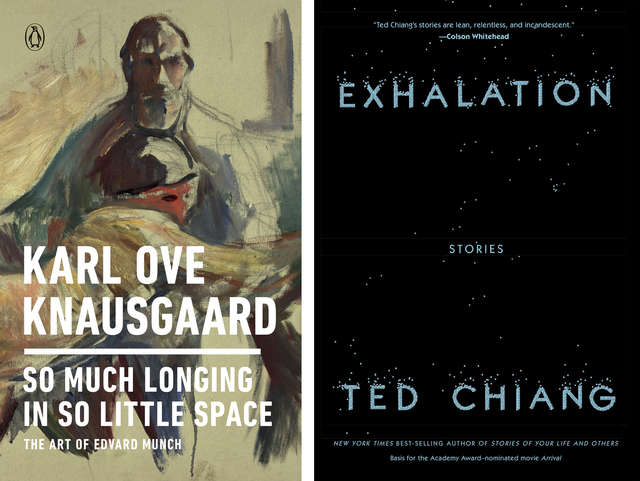 KARL OVE
KNAUSGAARD
SO MUCH LONGING
IN SO LITTLE SPACE
THE ART OF EDVARD MUNCH
"Ted Chiang's stories are lean, relentless, and incandescent."
—Colson Whitehead
EXHALATION
STORIES
TED CHIANG
NEW YORK TIMES BEST-SELLING AUTHOR OF STORIES OF YOUR LIFE AND OTHERS
Basis for the Academy Award–nominated movie Arrival